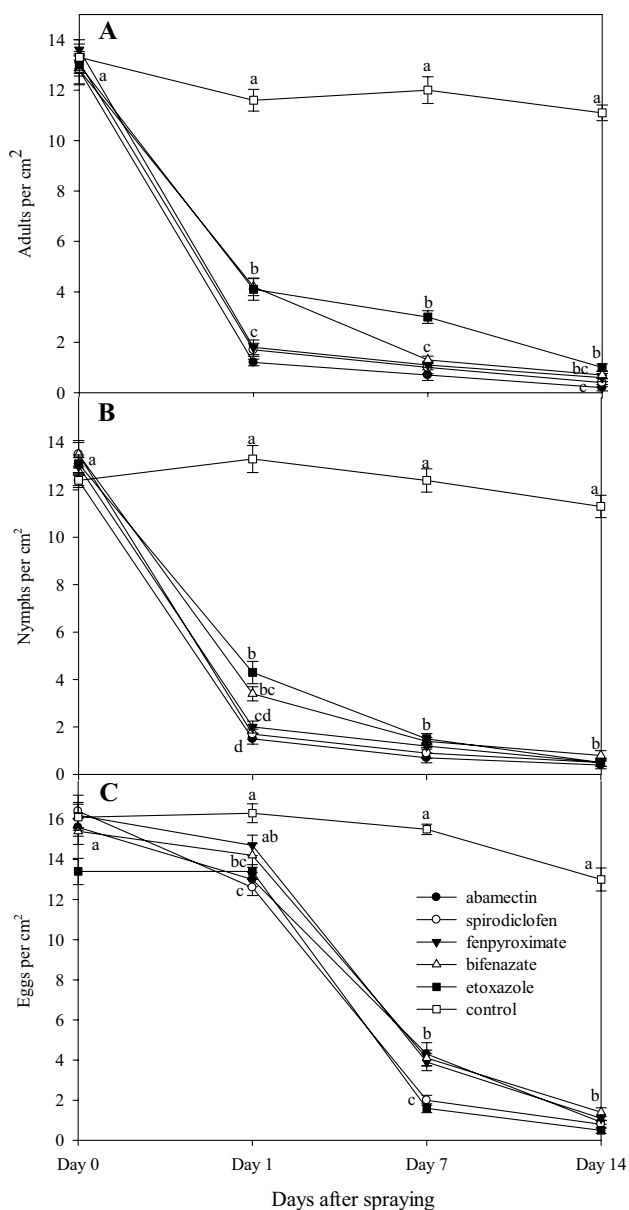 A
14
a
a
a
a
12
10
8
6
4
2
0
Adults per cm2
b
b
c
c
b
bc
c
B
14
a
a
a
a
12
10
8
6
4
2
0
Nymphs per cm2
b
bc
cd
d
b
b
C
16
a
a
a
a
14
12
10
8
6
4
2
0
Eggs per cm2
ab
bc
c
b
c
b
abamectin
spirodiclofen
fenpyroximate
bifenazate
etoxazole
control
Day 0 Day 1 Day 7 Day 14
Days after spraying